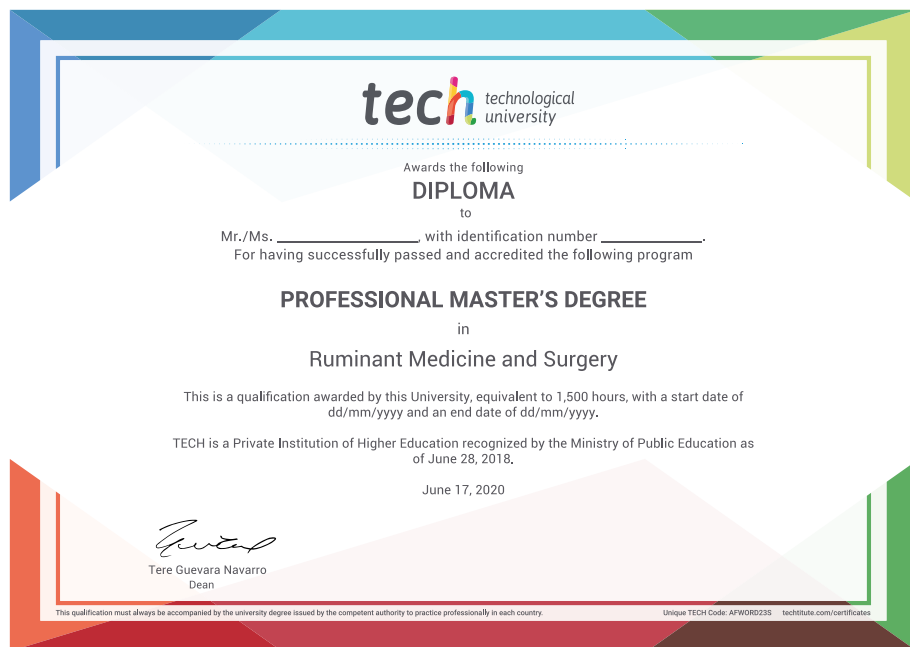 tech technological
university
Awards the following
DIPLOMA
to
Mr./Ms. ____________________, with identification number ______________.
For having successfully passed and accredited the following program
PROFESSIONAL MASTER'S DEGREE
in
Ruminant Medicine and Surgery
This is a qualification awarded by this University, equivalent to 1,500 hours, with a start date of
dd/mm/yyyy and an end date of dd/mm/yyyy.
TECH is a Private Institution of Higher Education recognized by the Ministry of Public Education as
of June 28, 2018.
June 17, 2020
Tere Guevara Navarro
Dean
This qualification must always be accompanied by the university degree issued by the competent authority to practice professionally in each country.
Unique TECH Code: AFWORD23S techtitute.com/certificates